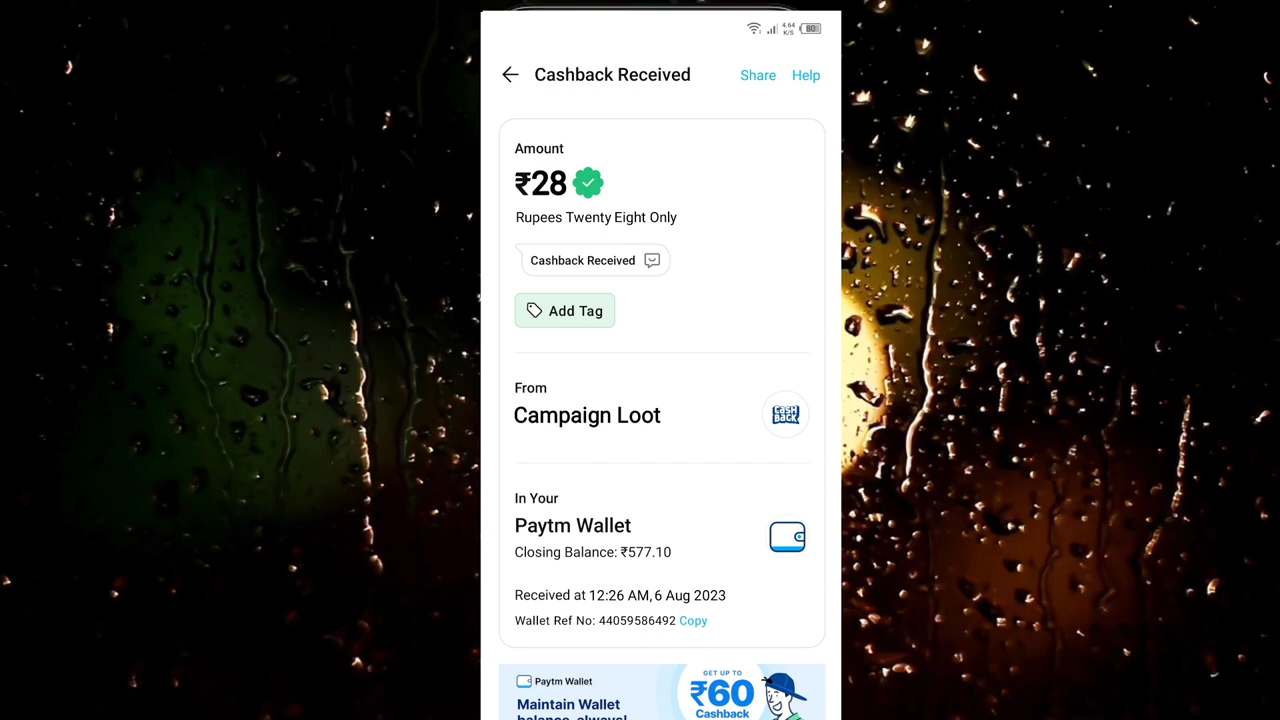 4.64
K/S
80
Cashback Received
Share
Help
Amount
₹28
Rupees Twenty Eight Only
Cashback Received
Add Tag
From
Campaign Loot
CASH
BACK
In Your
Paytm Wallet
Closing Balance: ₹577.10
Received at 12:26 AM, 6 Aug 2023
Wallet Ref No: 44059586492 Copy
Paytm Wallet
Maintain Wallet
balance, always!
GET UP TO
₹60
Cashback